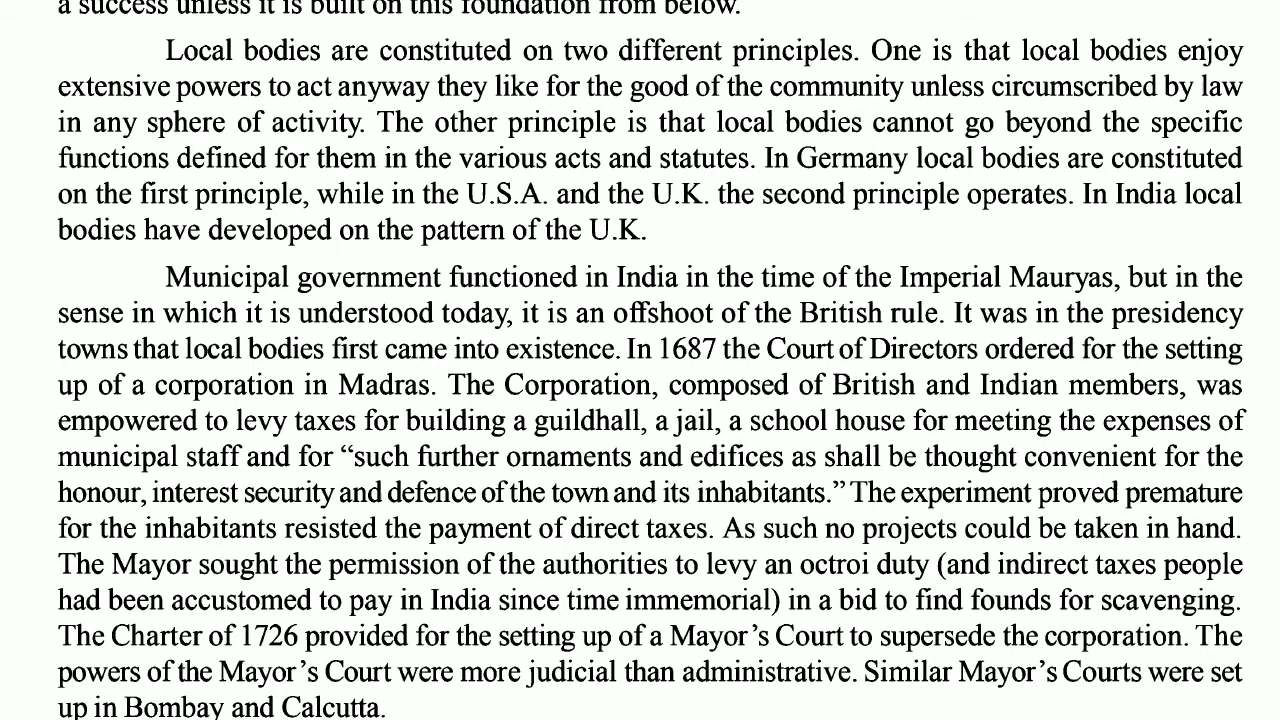 a success unless it is built on this foundation from below.
Local bodies are constituted on two different principles. One is that local bodies enjoy
extensive powers to act anyway they like for the good of the community unless circumscribed by law
in any sphere of activity. The other principle is that local bodies cannot go beyond the specific
functions defined for them in the various acts and statutes. In Germany local bodies are constituted
on the first principle, while in the U.S.A. and the U.K. the second principle operates. In India local
bodies have developed on the pattern of the U.K.
Municipal government functioned in India in the time of the Imperial Mauryas, but in the
sense in which it is understood today, it is an offshoot of the British rule. It was in the presidency
towns that local bodies first came into existence. In 1687 the Court of Directors ordered for the setting
up of a corporation in Madras. The Corporation, composed of British and Indian members, was
empowered to levy taxes for building a guildhall, a jail, a school house for meeting the expenses of
municipal staff and for “such further ornaments and edifices as shall be thought convenient for the
honour, interest security and defence of the town and its inhabitants.” The experiment proved premature
for the inhabitants resisted the payment of direct taxes. As such no projects could be taken in hand.
The Mayor sought the permission of the authorities to levy an octroi duty (and indirect taxes people
had been accustomed to pay in India since time immemorial) in a bid to find founds for scavenging.
The Charter of 1726 provided for the setting up of a Mayor’s Court to supersede the corporation. The
powers of the Mayor’s Court were more judicial than administrative. Similar Mayor’s Courts were set
up in Bombay and Calcutta.